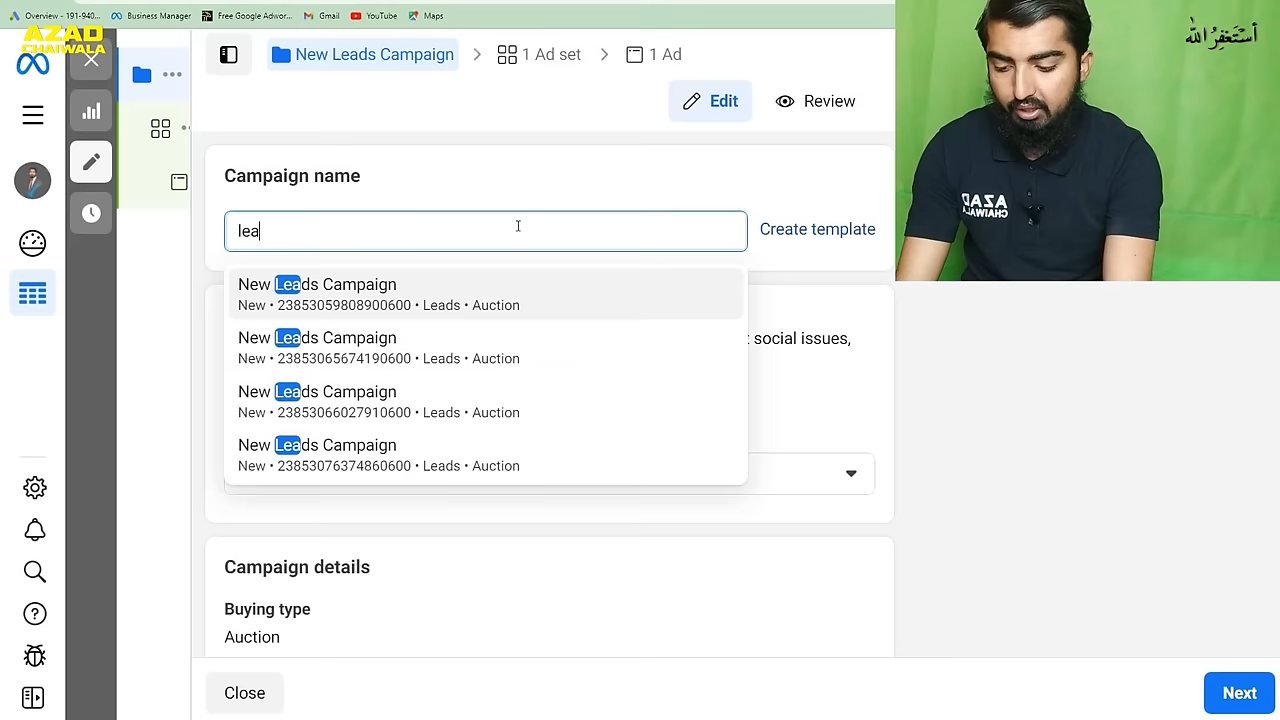 Overview - 191-940...
Business Manager
Free Google Adwor...
Gmail
YouTube
Maps
AZAD
CHAIWALA
New Leads Campaign
1 Ad set
1 Ad
Edit
Review
Campaign name
lea
Create template
New Leads Campaign
New • 23853059808900600 • Leads • Auction
New Leads Campaign
New • 23853065674190600 • Leads • Auction
New Leads Campaign
New • 23853066027910600 • Leads • Auction
New Leads Campaign
New • 23853076374860600 • Leads • Auction
social issues,
Campaign details
Buying type
Auction
Close
Next
أستغفر الله
AZAD
CHAIWALA